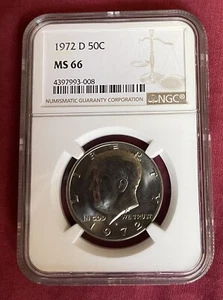 1972 D 50C
MS 66
4397993-008
NUMISMATIC GUARANTY CORPORATION
NGC
LIBERTY
IN GOD WE TRUST
1972